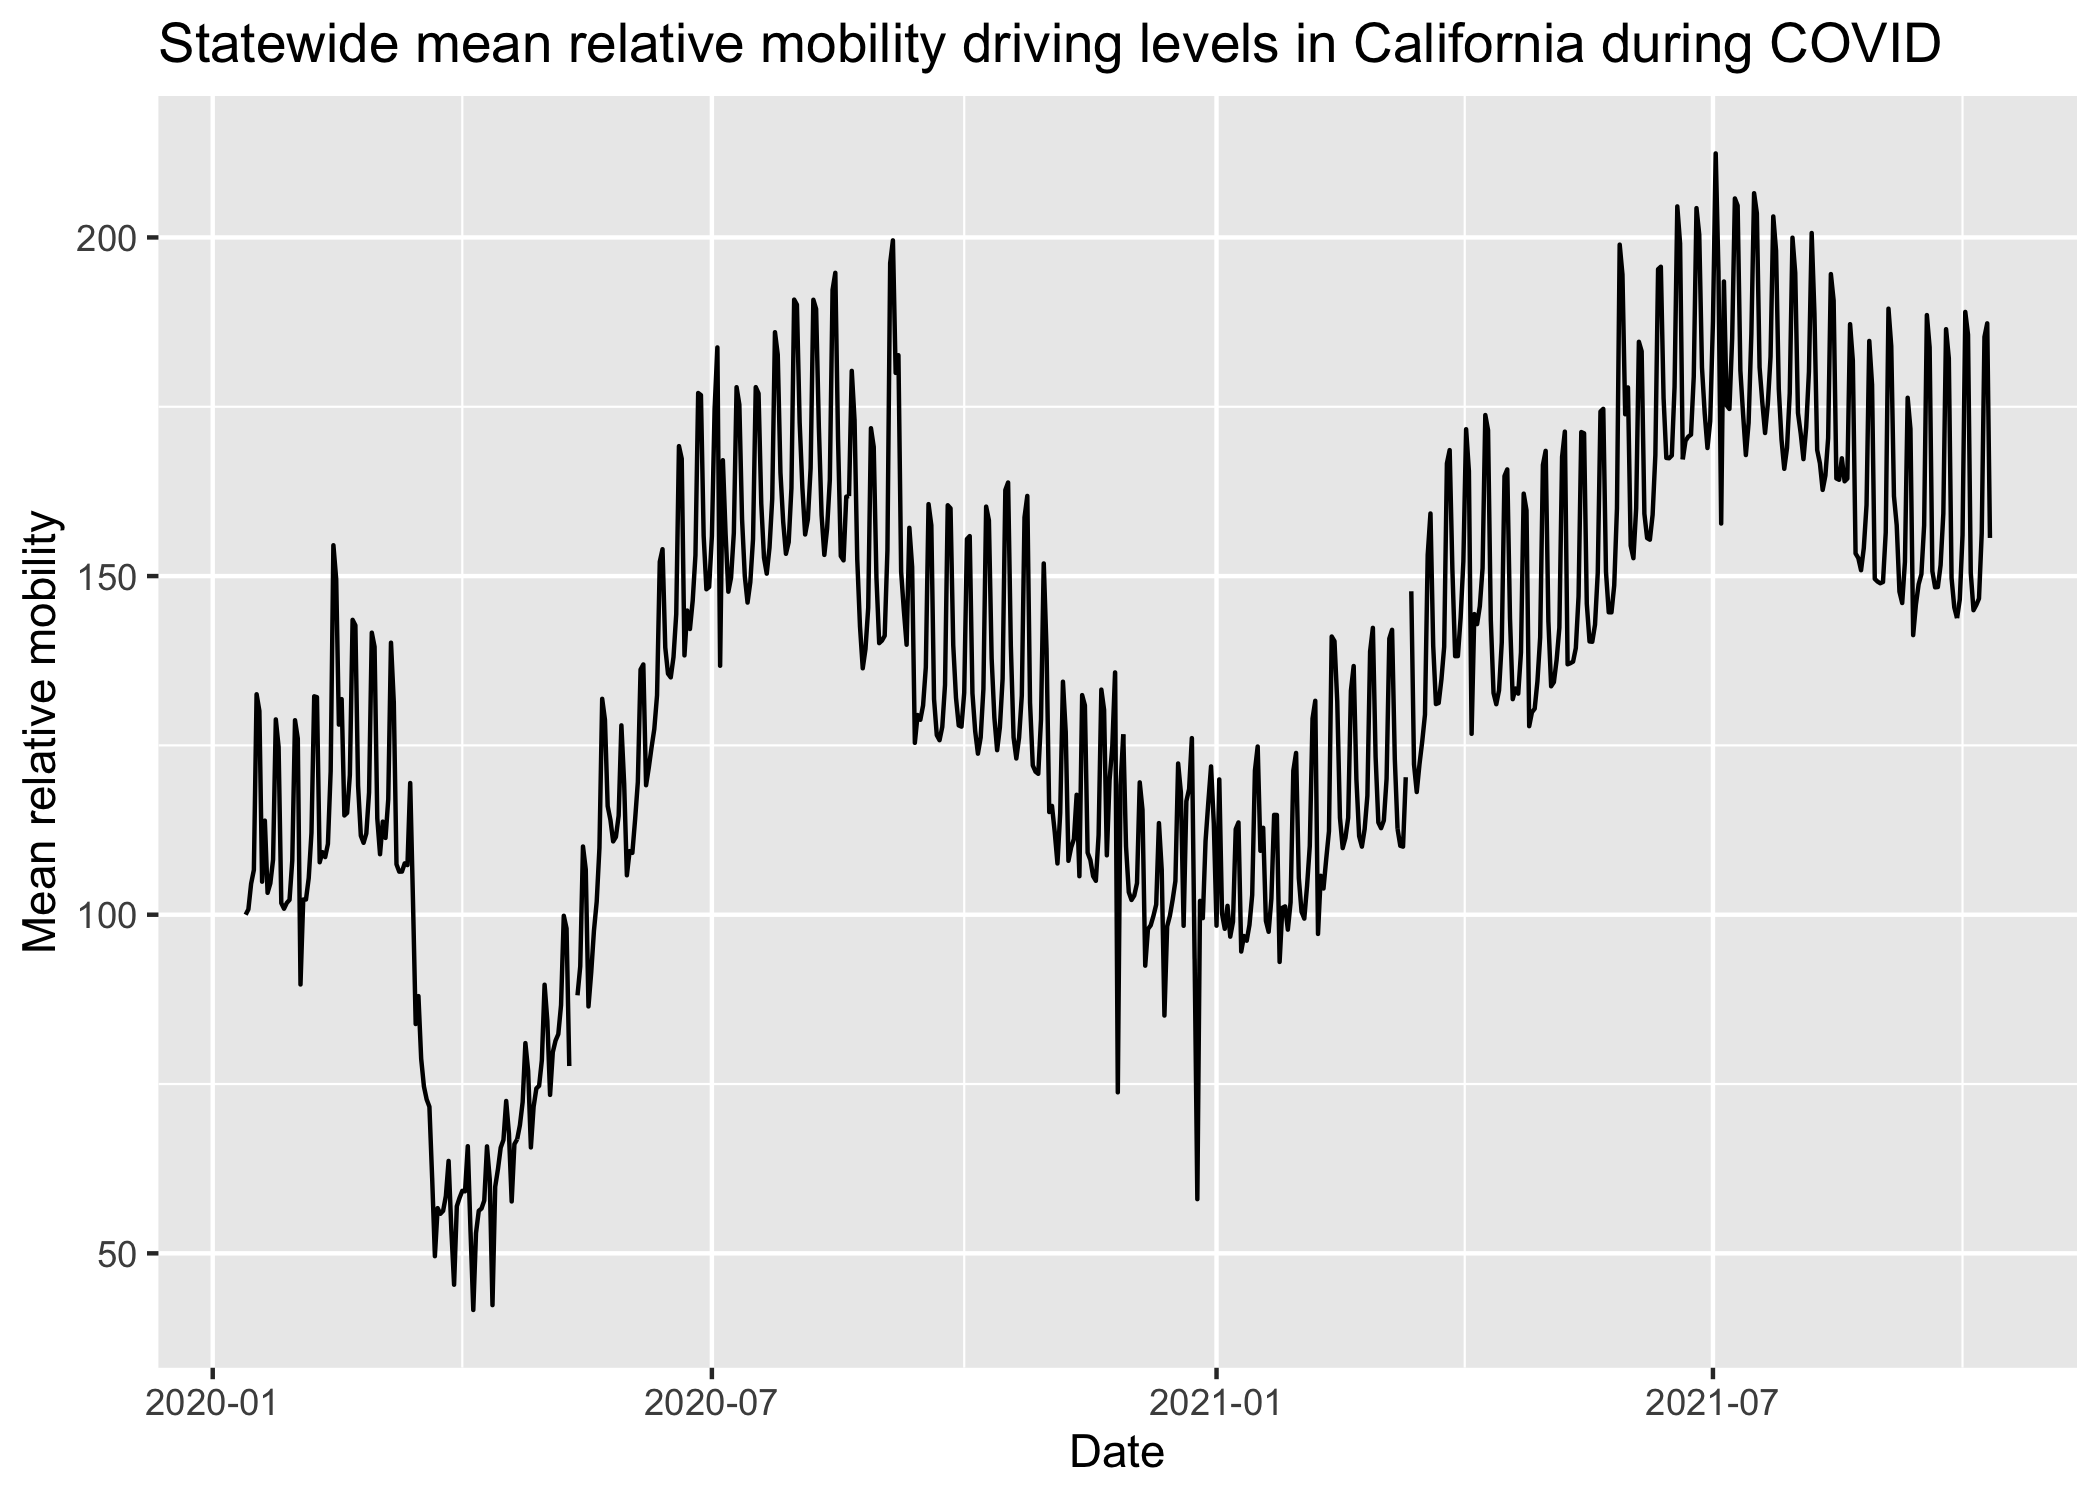 Statewide mean relative mobility driving levels in California during COVID
Mean relative mobility
200
150
100
50
2020-01 2020-07 2021-01 2021-07
Date